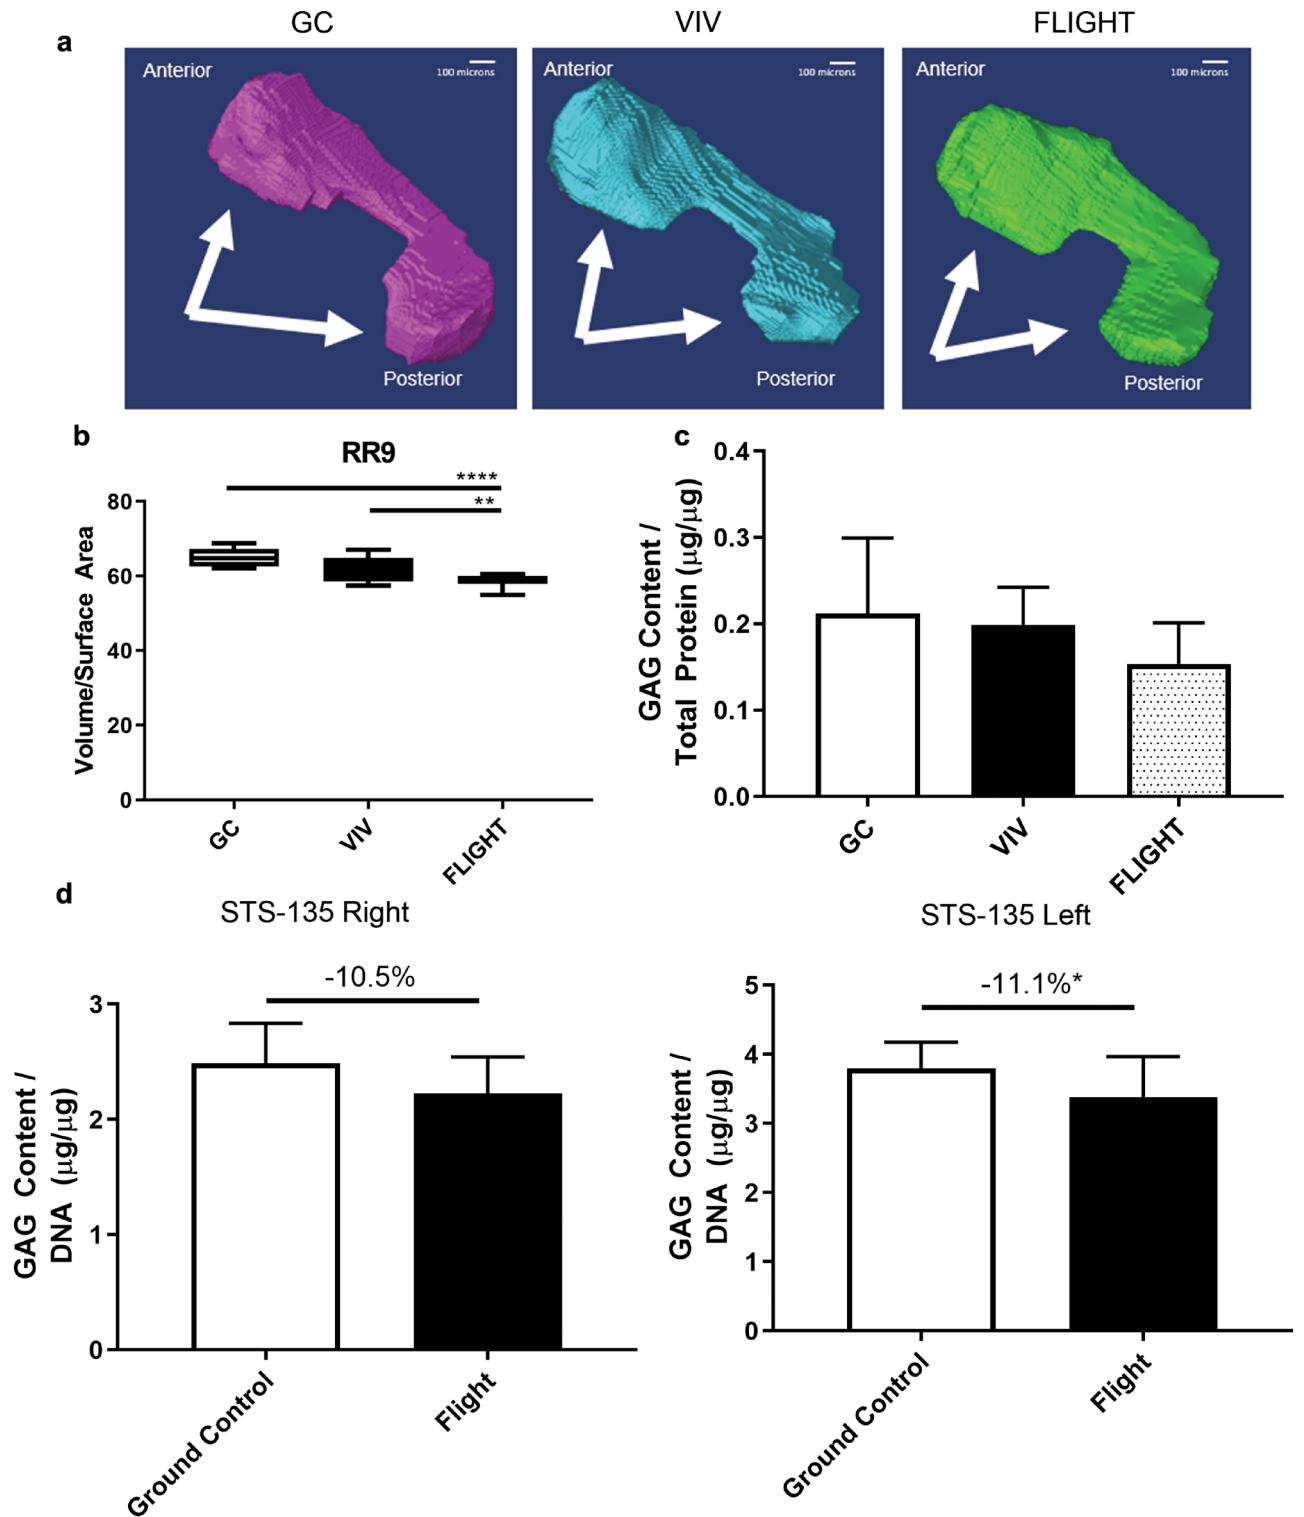 GC
VIV
FLIGHT
a
Anterior
100 microns
Posterior
Anterior
100 microns
Posterior
Anterior
100 microns
Posterior
b
RR9
****
**
Volume/Surface Area
80
60
40
20
0
GC
VIV
FLIGHT
c
GAG Content /
Total Protein (µg/µg)
0.4
0.3
0.2
0.1
0.0
GC
VIV
FLIGHT
d
STS-135 Right
-10.5%
GAG Content /
DNA (µg/µg)
3
2
1
0
Ground Control
Flight
STS-135 Left
-11.1%*
GAG Content /
DNA (µg/µg)
5
4
3
2
1
0
Ground Control
Flight